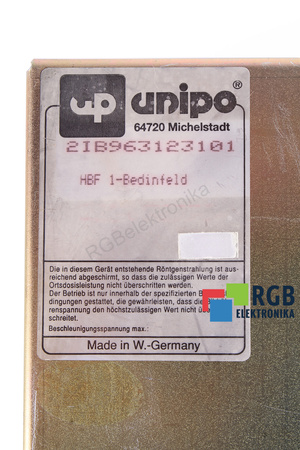 unipo®
64720 Michelstadt
2IB963123101
HBF 1-Bedinfeld
RGBelektronika
Die in diesem Gerät entstehende Röntgenstrahlung ist aus-
reichend abgeschirmt, so dass die zulässigen Werte der
Ortsdosisleistung nicht überschritten werden.
Der Betrieb ist nur innerhalb der spezifizierten B
dingungen gestattet, die gewährleisten, dass die
renspannung den höchstzulässigen Wert nicht üb
schreitet.
RGB
ELEKTRONIKA
Beschleunigungsspannung max.:
Made in W.-Germany